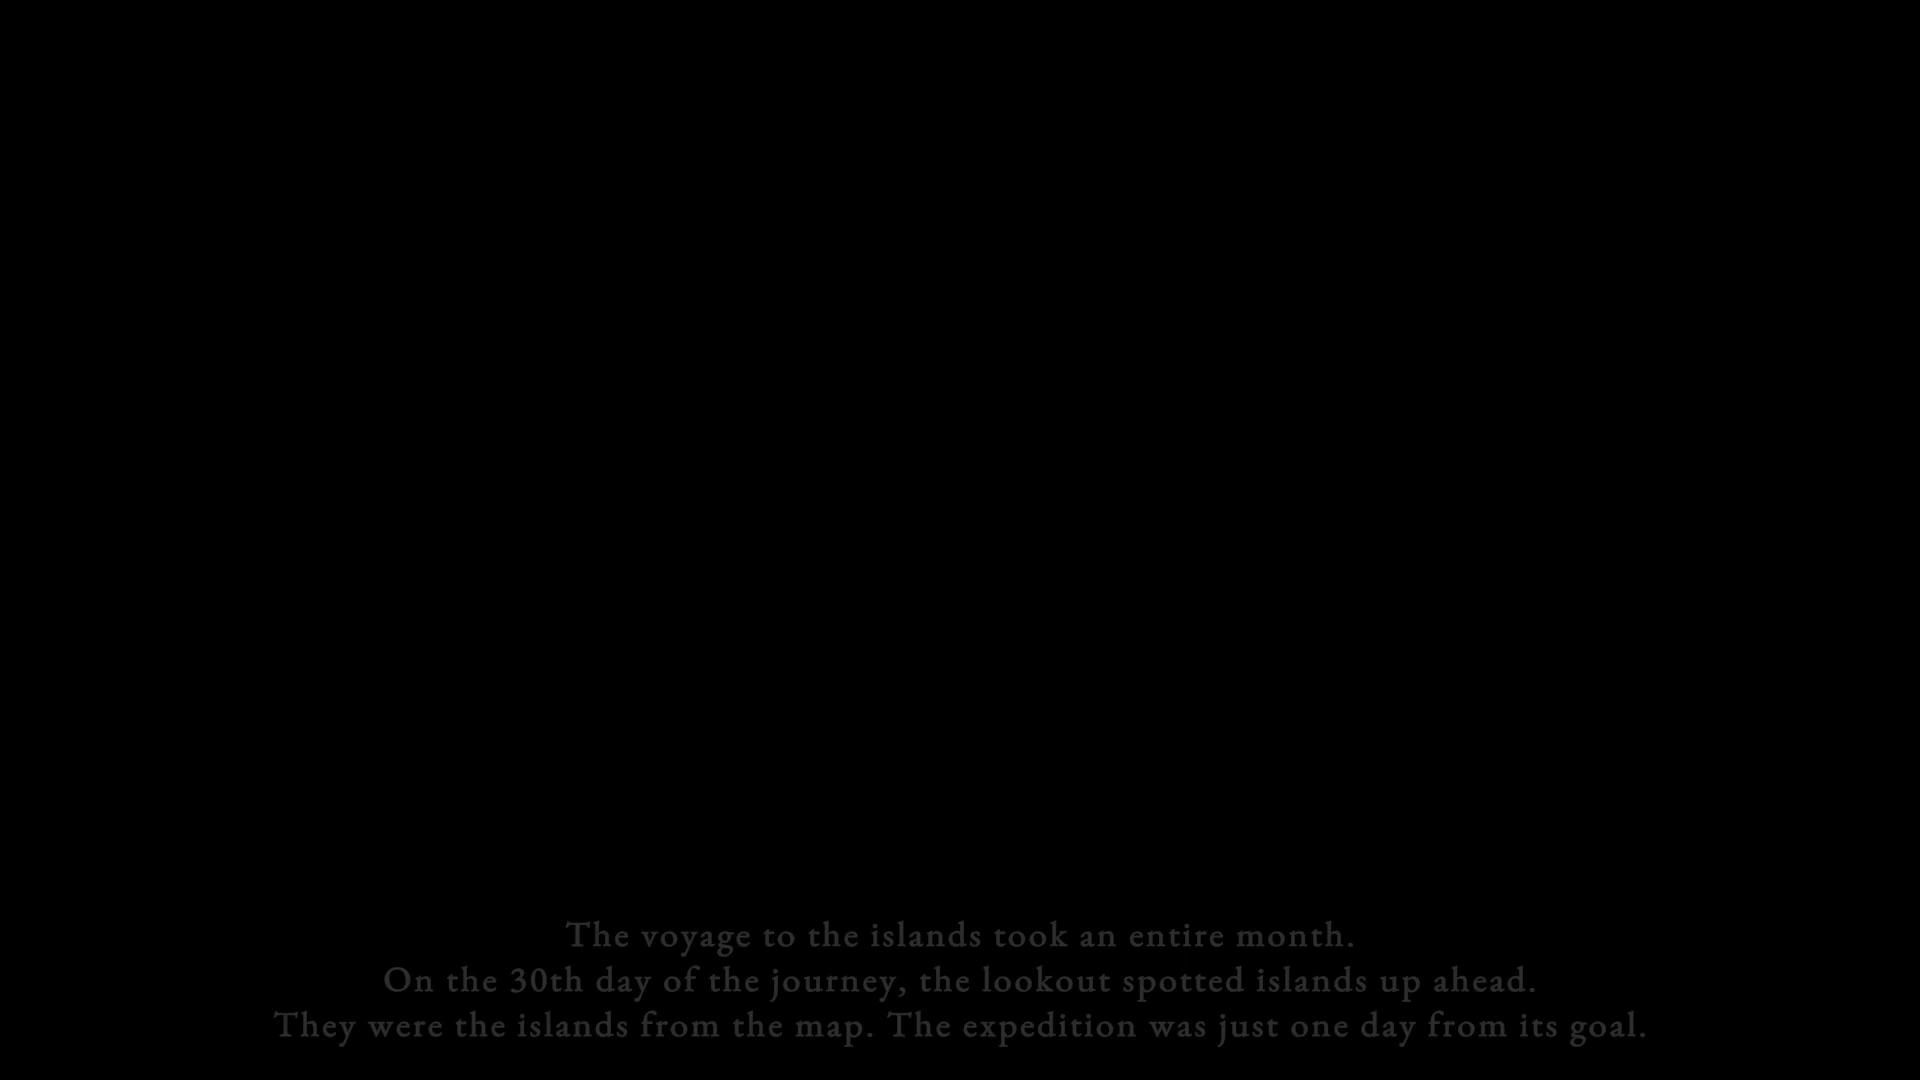 The voyage to the islands took an entire month.
On the 30th day of the journey, the lookout spotted islands up ahead.
They were the islands from the map. The expedition was just one day from its goal.